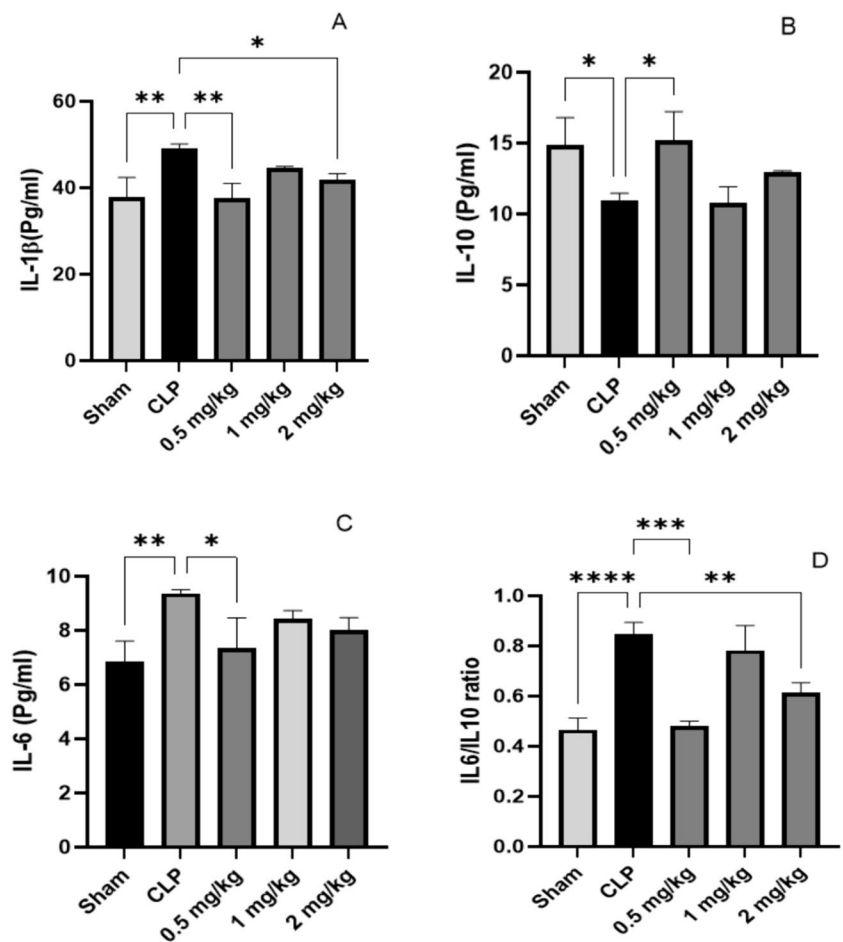 A
*
** **
IL-1β(Pg/ml)
60
40
20
0
Sham
CLP
0.5 mg/kg
1 mg/kg
2 mg/kg
B
* *
IL-10 (Pg/ml)
20
15
10
5
0
Sham
CLP
0.5 mg/kg
1 mg/kg
2 mg/kg
C
** *
IL-6 (Pg/ml)
10
8
6
4
2
0
Sham
CLP
0.5 mg/kg
1 mg/kg
2 mg/kg
D
***
**** **
IL6/IL10 ratio
1.0
0.8
0.6
0.4
0.2
0.0
Sham
CLP
0.5 mg/kg
1 mg/kg
2 mg/kg